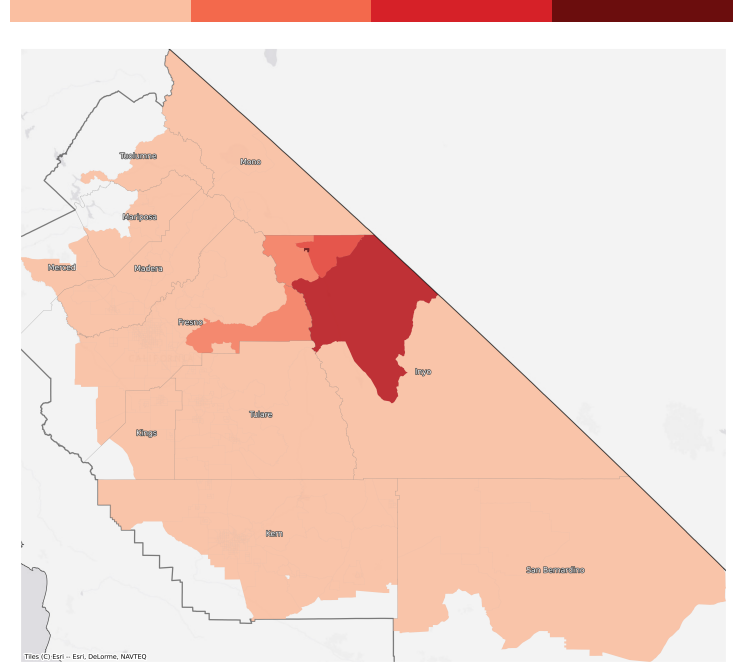 Tuolumne
Mono
Mariposa
Merced
Madera
Fresno
Inyo
Tulare
Kings
Kern
San Bernardino
Tiles (C) Esri -- Esri, DeLorme, NAVTEQ